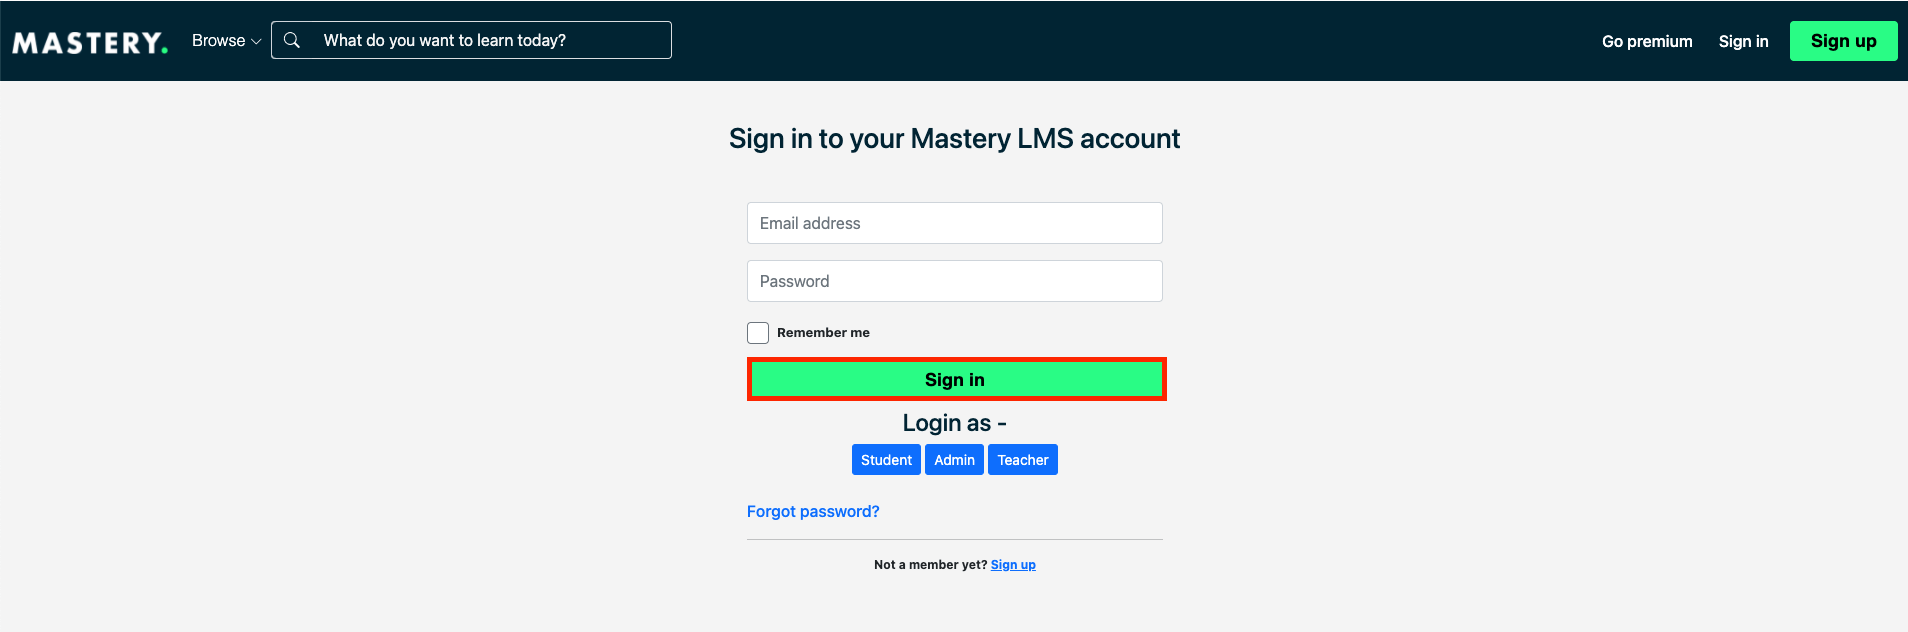 MASTERY. Browse What do you want to learn today? Go premium Sign in Sign up
Sign in to your Mastery LMS account
Email address
Password
Remember me
Sign in
Login as -
Student Admin Teacher
Forgot password?
Not a member yet? Sign up